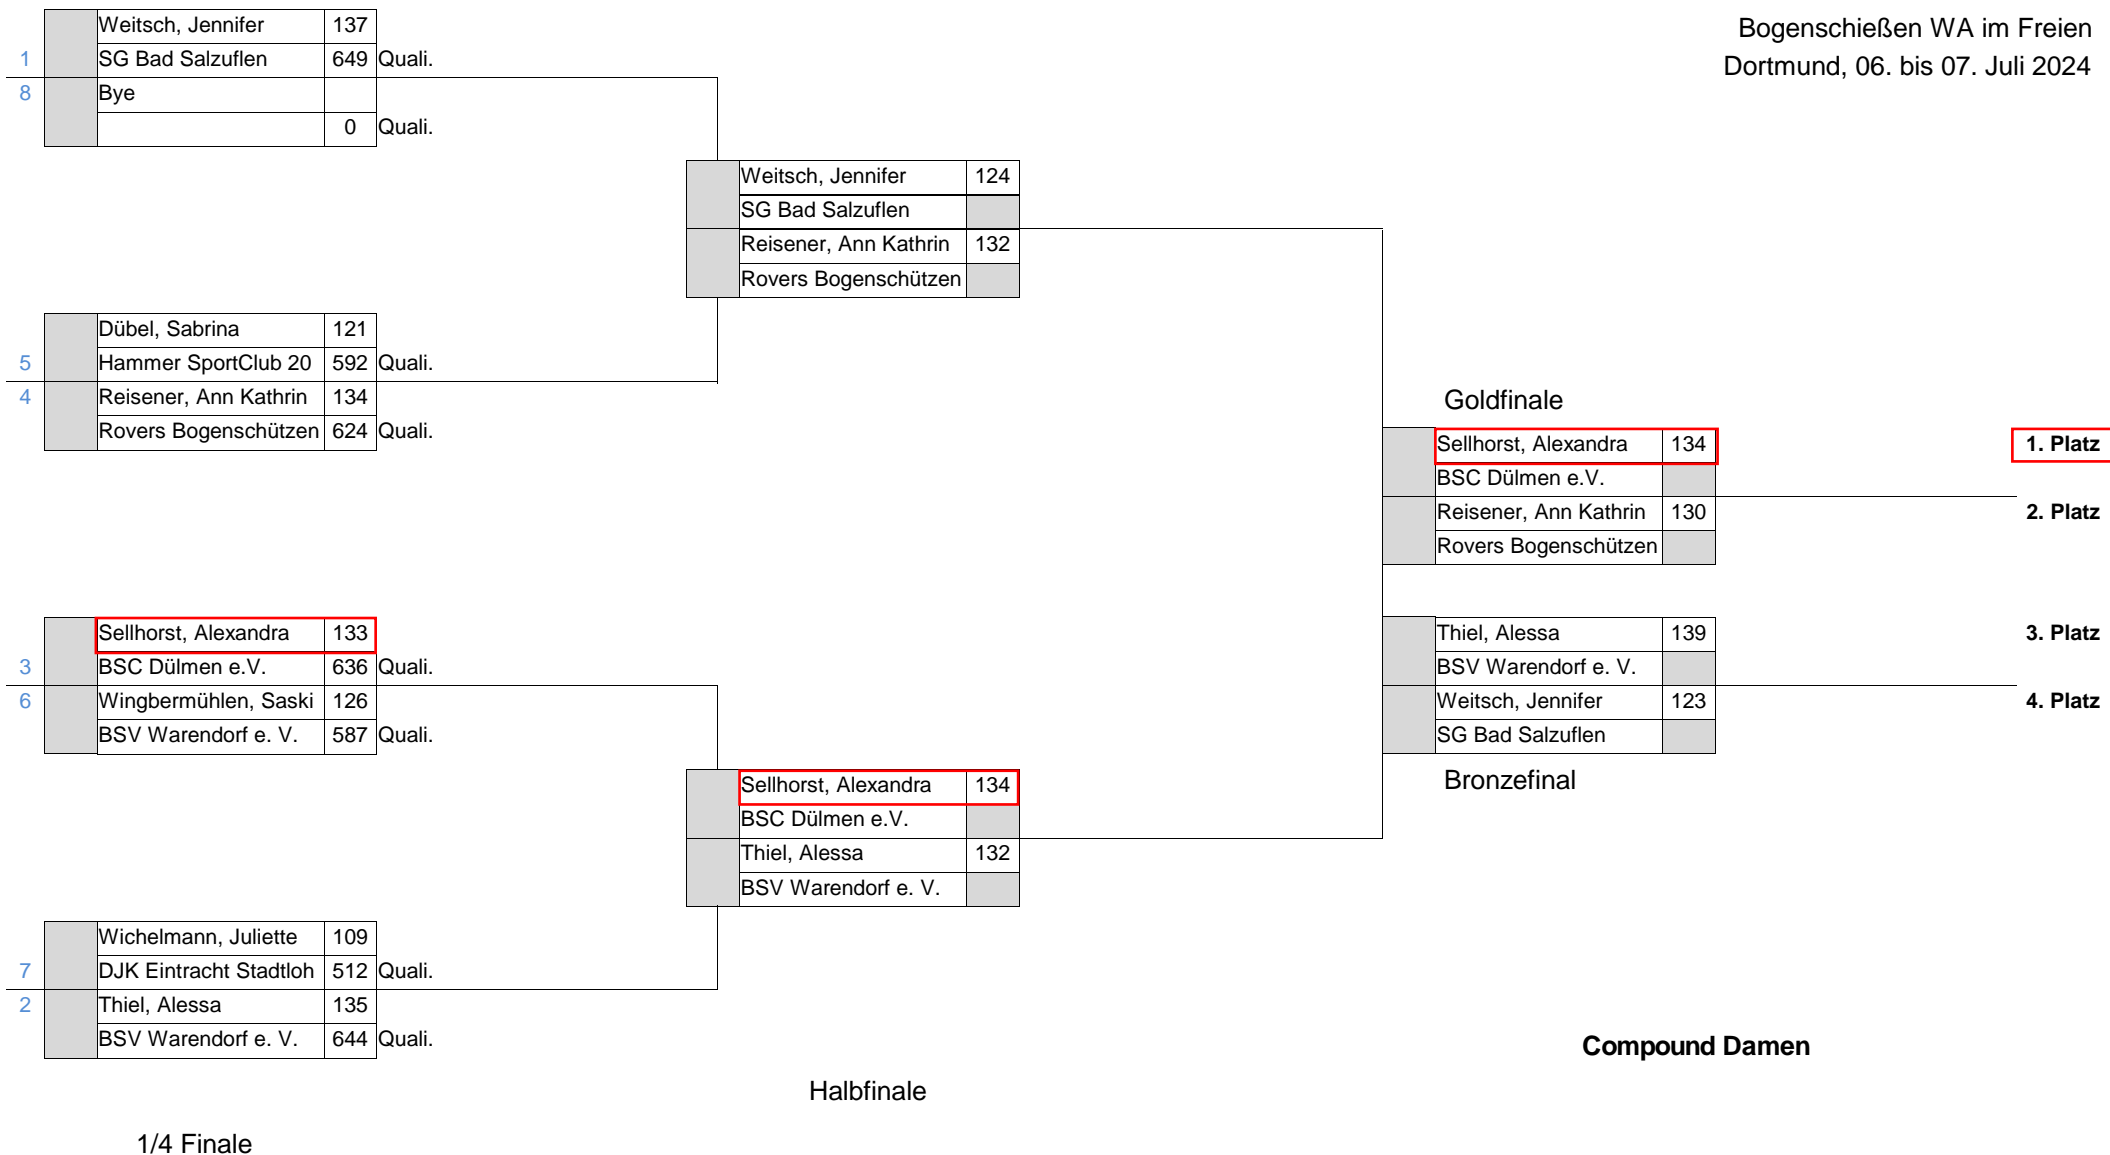 Bogenschießen WA im Freien
Dortmund, 06. bis 07. Juli 2024
Weitsch, Jennifer 137
1 SG Bad Salzuflen 649 Quali.
8 Bye
0 Quali.
Weitsch, Jennifer 124
SG Bad Salzuflen
Reisener, Ann Kathrin 132
Rovers Bogenschützen
Dübel, Sabrina 121
5 Hammer SportClub 20 592 Quali.
4 Reisener, Ann Kathrin 134
Rovers Bogenschützen 624 Quali.
Goldfinale
Sellhorst, Alexandra 134 1. Platz
BSC Dülmen e.V.
Reisener, Ann Kathrin 130 2. Platz
Rovers Bogenschützen
Sellhorst, Alexandra 133
3 BSC Dülmen e.V. 636 Quali.
6 Wingbermühlen, Saski 126
BSV Warendorf e. V. 587 Quali.
Thiel, Alessa 139 3. Platz
BSV Warendorf e. V.
Weitsch, Jennifer 123 4. Platz
SG Bad Salzuflen
Bronzefinal
Sellhorst, Alexandra 134
BSC Dülmen e.V.
Thiel, Alessa 132
BSV Warendorf e. V.
Wichelmann, Juliette 109
7 DJK Eintracht Stadtloh 512 Quali.
2 Thiel, Alessa 135
BSV Warendorf e. V. 644 Quali.
Compound Damen
Halbfinale
1/4 Finale